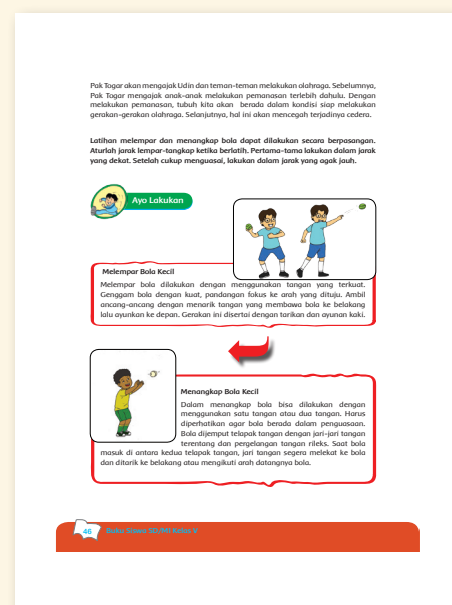 Pak Togar akan mengajak Udin dan teman-teman melakukan olahraga. Sebelumnya,
Pak Togar mengajak anak-anak melakukan pemanasan terlebih dahulu. Dengan
melakukan pemanasan, tubuh kita akan berada dalam kondisi siap melakukan
gerakan-gerakan olahraga. Selanjutnya, hal ini akan mencegah terjadinya cedera.
Latihan melempar dan menangkap bola dapat dilakukan secara berpasangan.
Aturlah jarak lempar-tangkap ketika berlatih. Pertama-tama lakukan dalam jarak
yang dekat. Setelah cukup menguasai, lakukan dalam jarak yang agak jauh.
Ayo Lakukan
Melempar Bola Kecil
Melempar bola dilakukan dengan menggunakan tangan yang terkuat.
Genggam bola dengan kuat, pandangan fokus ke arah yang dituju. Ambil
ancang-ancang dengan menarik tangan yang membawa bola ke belakang
lalu ayunkan ke depan. Gerakan ini disertai dengan tarikan dan ayunan kaki.
Menangkap Bola Kecil
Dalam menangkap bola bisa dilakukan dengan
menggunakan satu tangan atau dua tangan. Harus
diperhatikan agar bola berada dalam penguasaan.
Bola dijemput telapak tangan dengan jari-jari tangan
terentang dan pergelangan tangan rileks. Saat bola
masuk di antara kedua telapak tangan, jari tangan segera melekat ke bola
dan ditarik ke belakang atau mengikuti arah datangnya bola.
46
Buku Siswa SD/MI Kelas V